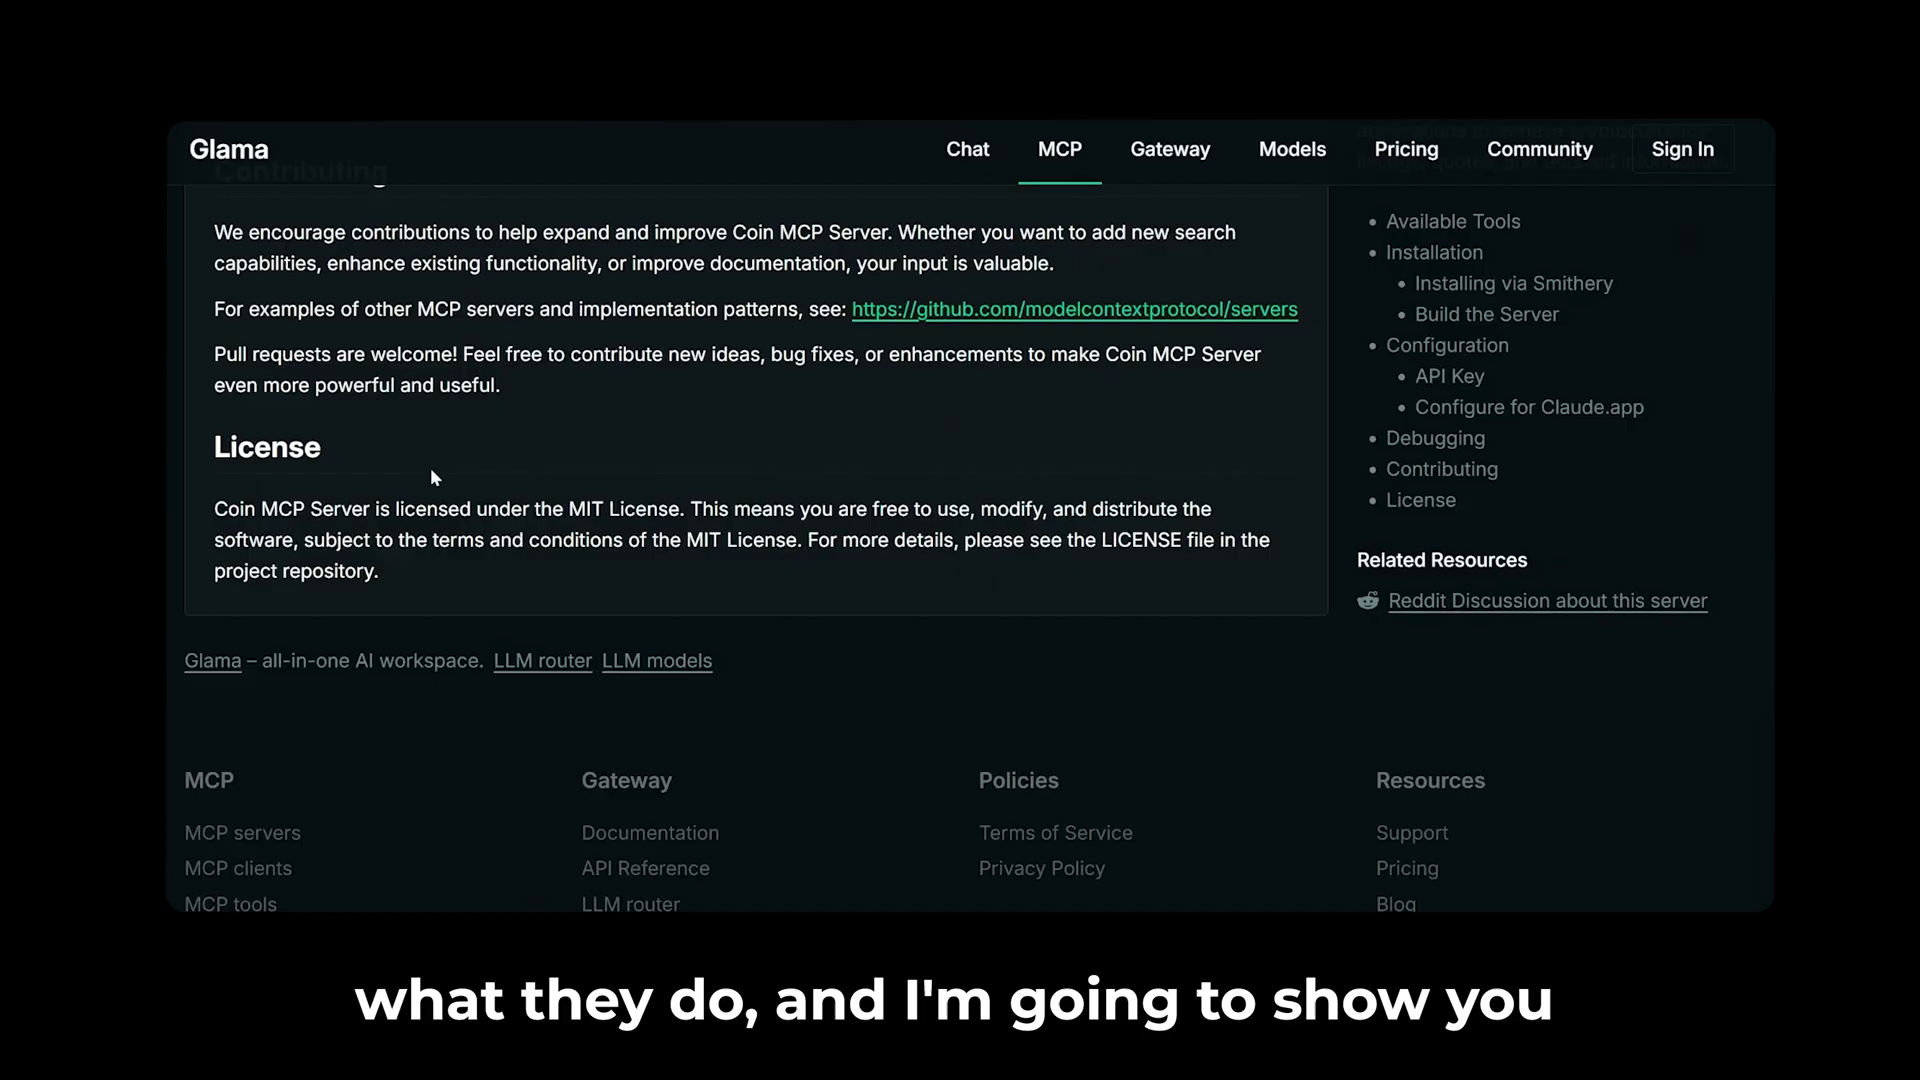 Glama
Chat
MCP
Gateway
Models
Pricing
Community
Sign In
Contributing
We encourage contributions to help expand and improve Coin MCP Server. Whether you want to add new search
capabilities, enhance existing functionality, or improve documentation, your input is valuable.
For examples of other MCP servers and implementation patterns, see: https://github.com/modelcontextprotocol/servers
Pull requests are welcome! Feel free to contribute new ideas, bug fixes, or enhancements to make Coin MCP Server
even more powerful and useful.
License
Coin MCP Server is licensed under the MIT License. This means you are free to use, modify, and distribute the
software, subject to the terms and conditions of the MIT License. For more details, please see the LICENSE file in the
project repository.
• Available Tools
• Installation
• Installing via Smithery
• Build the Server
• Configuration
• API Key
• Configure for Claude.app
• Debugging
• Contributing
• License
Related Resources
Reddit Discussion about this server
Glama – all-in-one AI workspace. LLM router LLM models
MCP
MCP servers
MCP clients
MCP tools
Gateway
Documentation
API Reference
LLM router
Policies
Terms of Service
Privacy Policy
Resources
Support
Pricing
Blog
what they do, and I'm going to show you